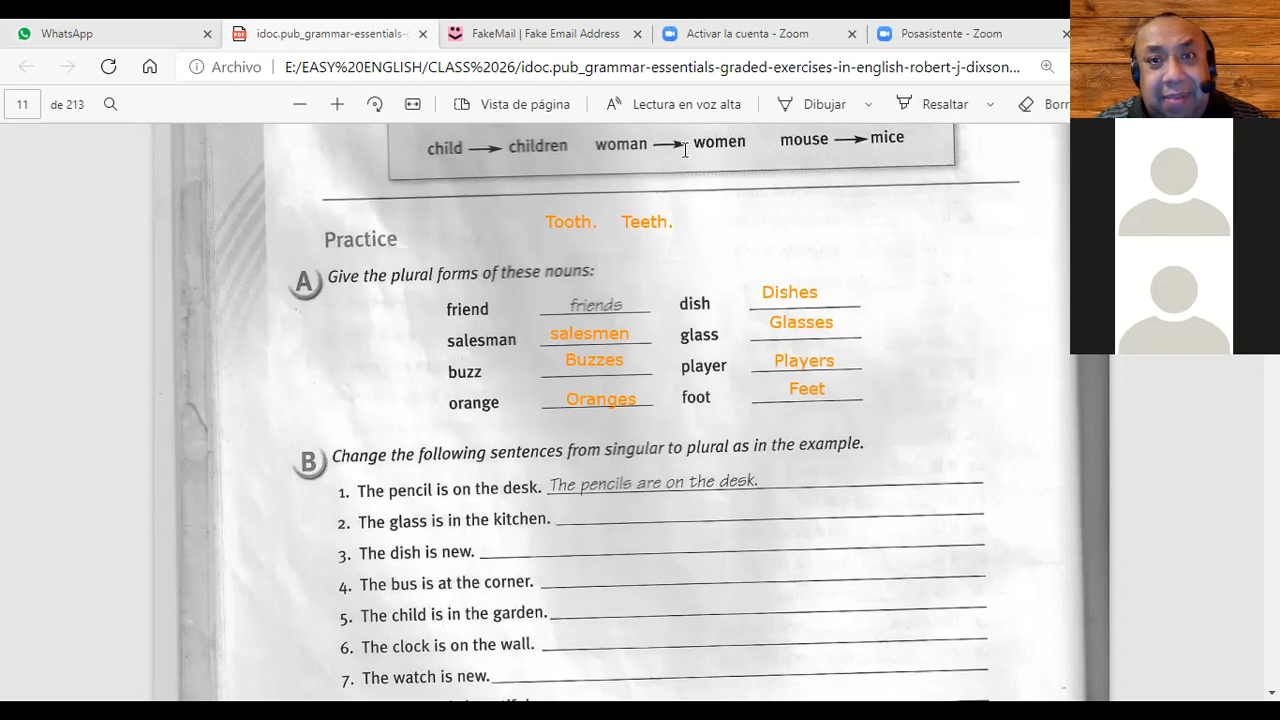 WhatsApp idoc.pub_grammar-essentials- FakeMail | Fake Email Address Activar la cuenta - Zoom Posasistente - Zoom
Archivo E:/EASY%20ENGLISH/CLASS%2026/idoc.pub_grammar-essentials-graded-exercises-in-english-robert-j-dixson...
11 de 213 Vista de página Lectura en voz alta Dibujar Resaltar Borr
child → children woman → women mouse → mice
Tooth. Teeth.
Practice
A Give the plural forms of these nouns:
friend friends dish Dishes
salesman salesmen glass Glasses
buzz Buzzes player Players
orange Oranges foot Feet
B Change the following sentences from singular to plural as in the example.
1. The pencil is on the desk. The pencils are on the desk.
2. The glass is in the kitchen.
3. The dish is new.
4. The bus is at the corner.
5. The child is in the garden.
6. The clock is on the wall.
7. The watch is new.